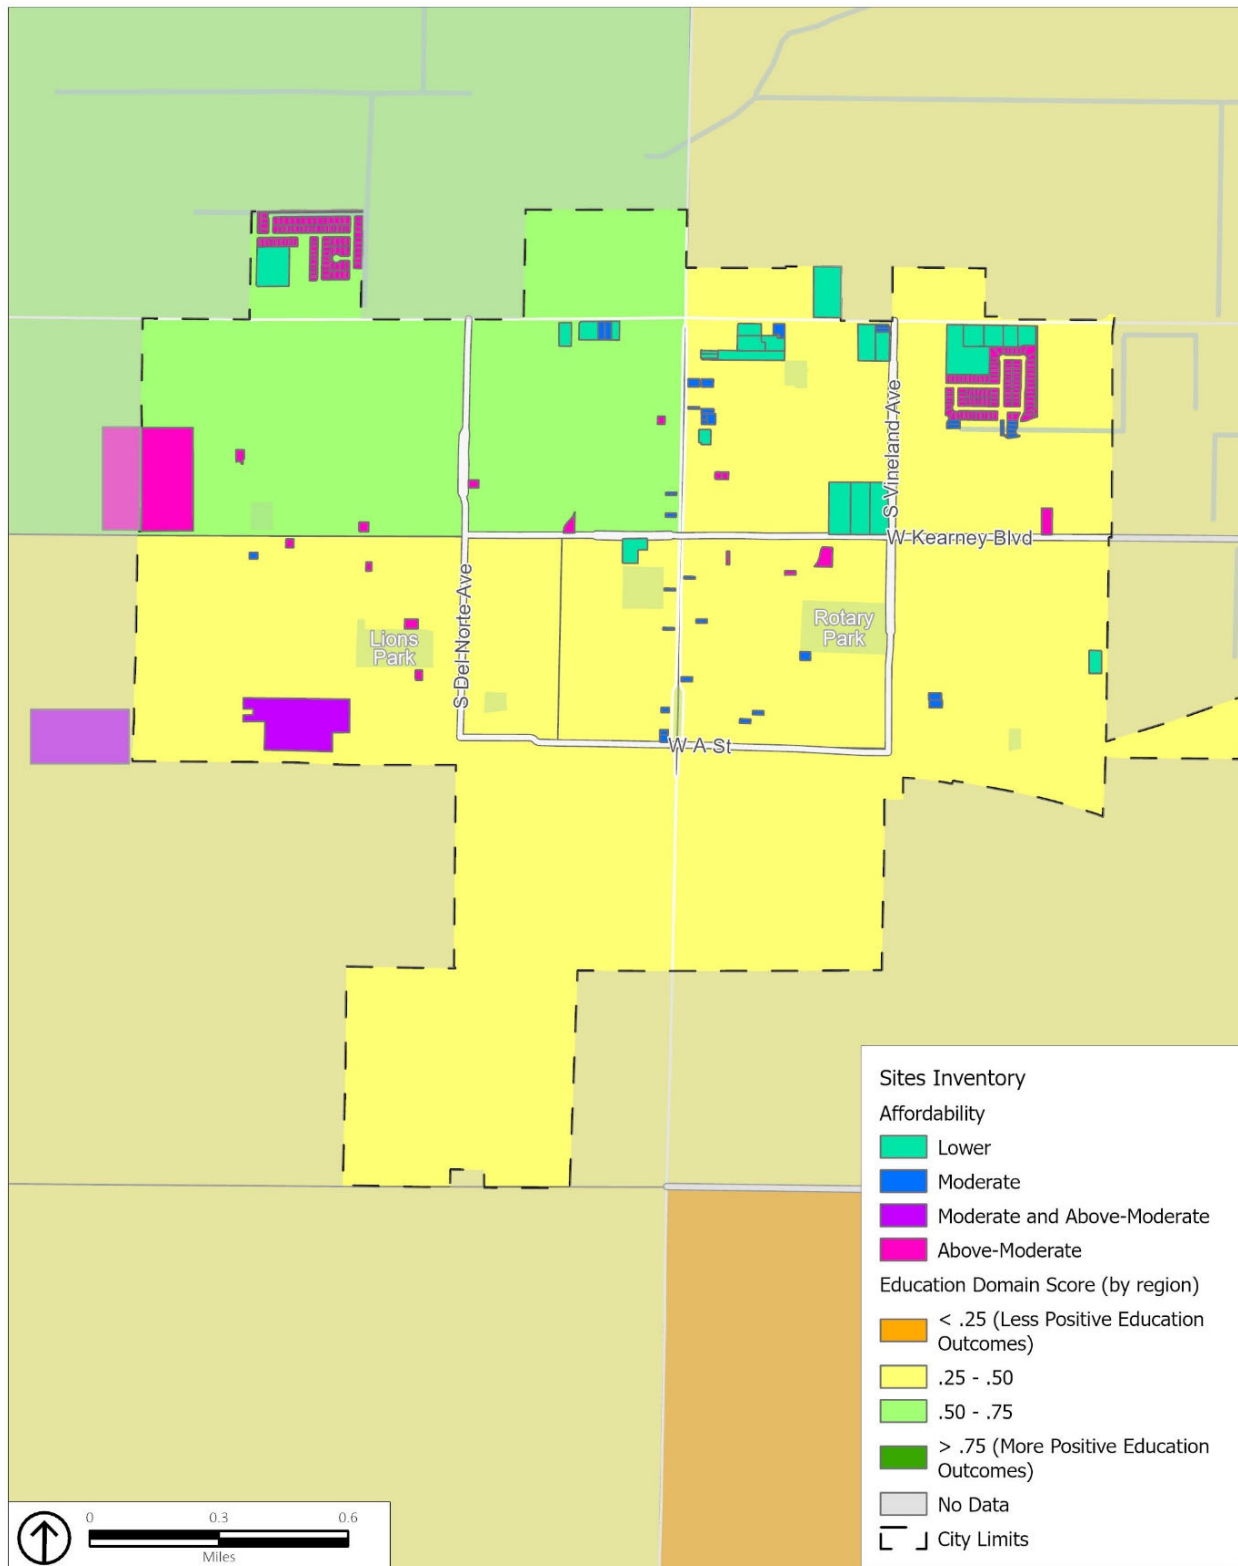 S Vineland Ave
W Kearney Blvd
S Del Norte Ave
Lions
Park
Rotary
Park
W A St
Sites Inventory
Affordability
Lower
Moderate
Moderate and Above-Moderate
Above-Moderate
Education Domain Score (by region)
< .25 (Less Positive Education
Outcomes)
.25 - .50
.50 - .75
> .75 (More Positive Education
Outcomes)
No Data
City Limits
0 0.3 0.6
Miles